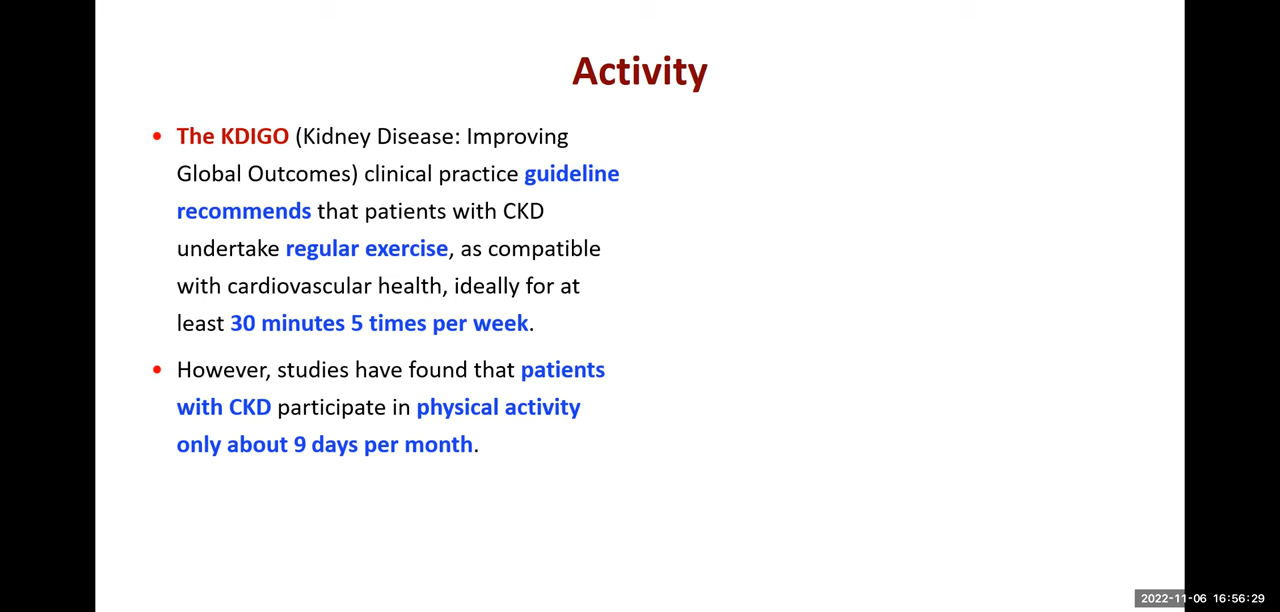 Activity
• The KDIGO (Kidney Disease: Improving
Global Outcomes) clinical practice guideline
recommends that patients with CKD
undertake regular exercise, as compatible
with cardiovascular health, ideally for at
least 30 minutes 5 times per week.
• However, studies have found that patients
with CKD participate in physical activity
only about 9 days per month.
2022-11-06 16:56:29